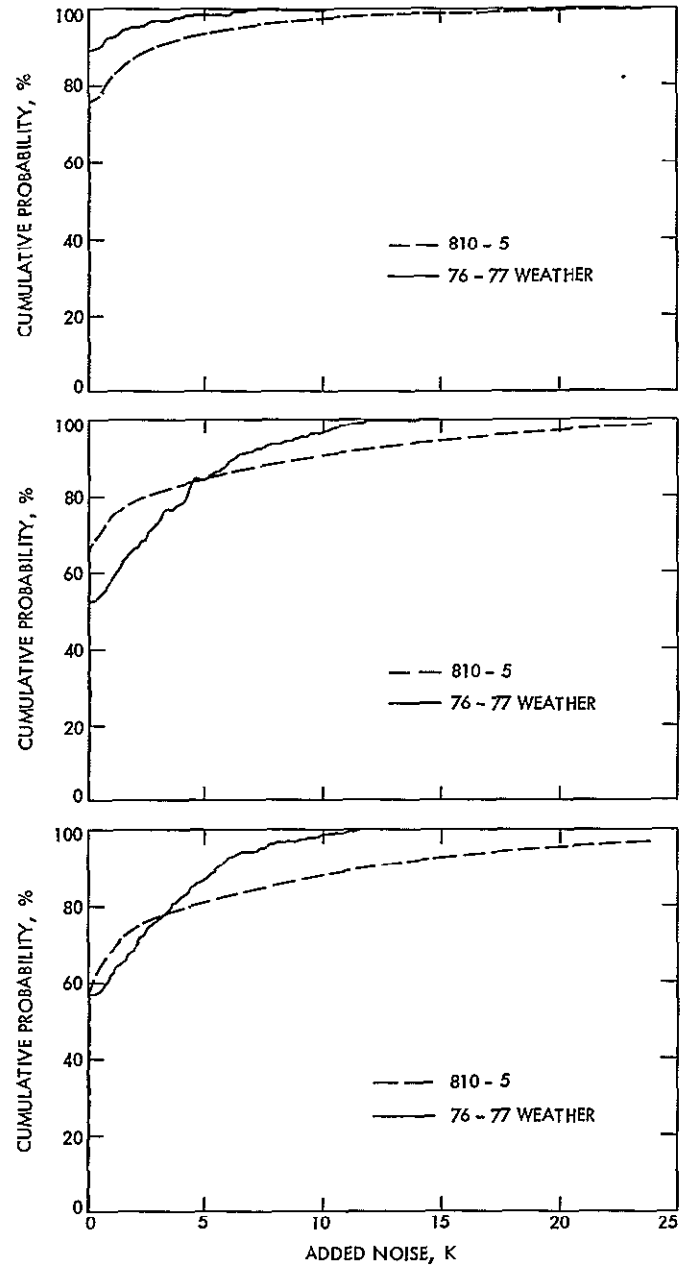 CUMULATIVE PROBABILITY, %
100
80
60
40
20
0
810 - 5
76 - 77 WEATHER
CUMULATIVE PROBABILITY, %
100
80
60
40
20
0
810 - 5
76 - 77 WEATHER
CUMULATIVE PROBABILITY, %
100
80
60
40
20
0
810 - 5
76 - 77 WEATHER
0 5 10 15 20 25
ADDED NOISE, K